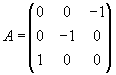 A = ⎛0 0 -1⎞
⎜0 -1 0⎟
⎝1 0 0⎠